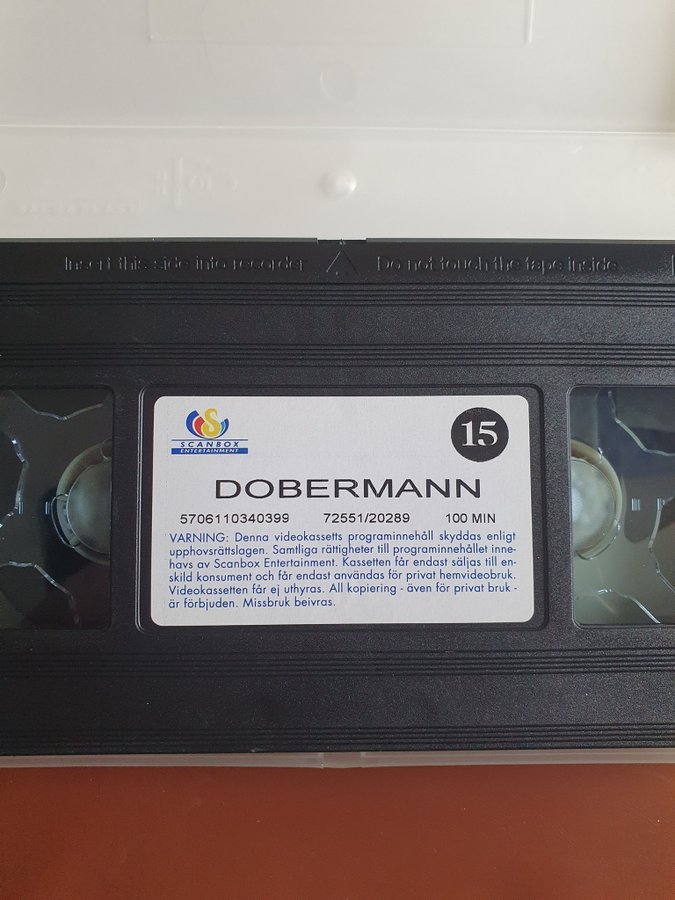 Insert this side into recorder
Do not touch the tape inside
SCANBOX
ENTERTAINMENT
15
DOBERMANN
5706110340399 72551/20289 100 MIN
VARNING: Denna videokassetts programinnehåll skyddas enligt
upphovsrättslagen. Samtliga rättigheter till programinnehållet inne-
havs av Scanbox Entertainment. Kassetten får endast säljas till en-
skild konsument och får endast användas för privat hemvideobruk.
Videokassetten får ej uthyras. All kopiering - även för privat bruk -
är förbjuden. Missbruk beivras.